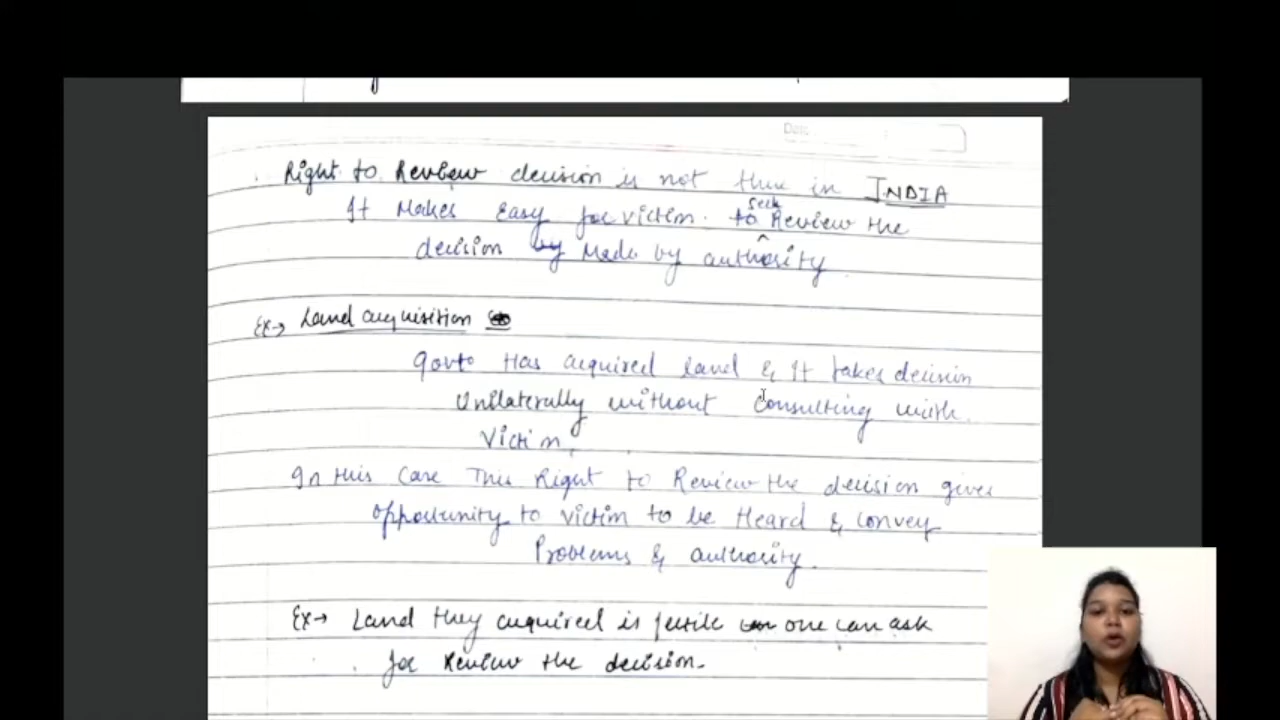 Date
Right to Review decision is not there in INDIA
It Makes Easy for victim. to seek Review the
decision by Made by authority
Ex→ Land acquisition
Govto Has acquired land & It takes decision
Unilaterally without Consulting with.
Victim.
In this Case This Right to Review the decision gives
opportunity to victim to be Heard & Convey
Problems & authority.
Ex→ Land they acquired is fertile one can ask
for Review the decision.